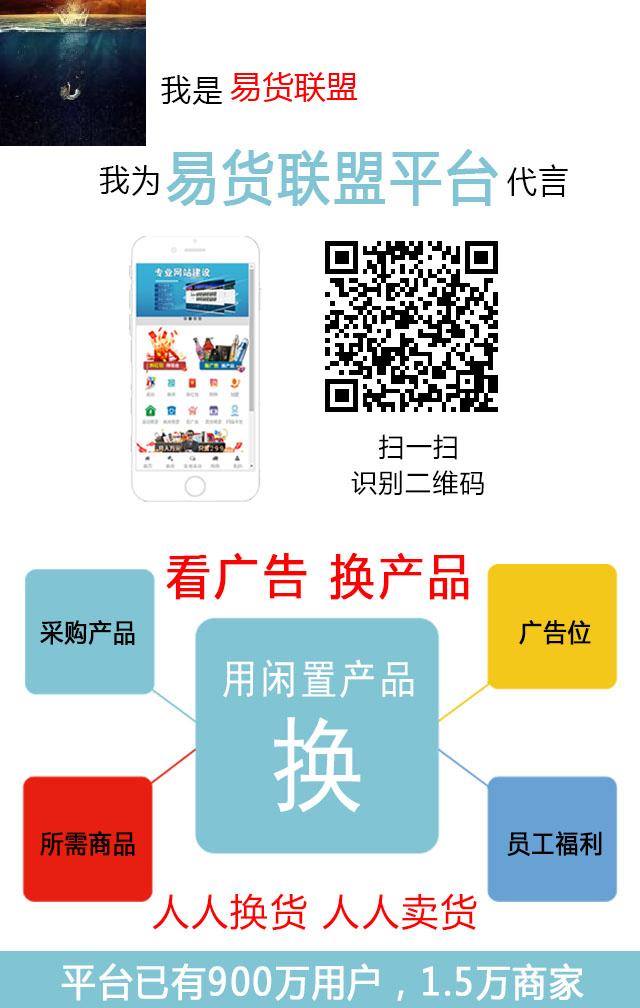 我是 易货联盟
我为 易货联盟平台 代言
专业网站建设
扫一扫
识别二维码
看广告 换产品
采购产品
广告位
用闲置产品
换
所需商品
员工福利
人人换货 人人卖货
平台已有900万用户，1.5万商家